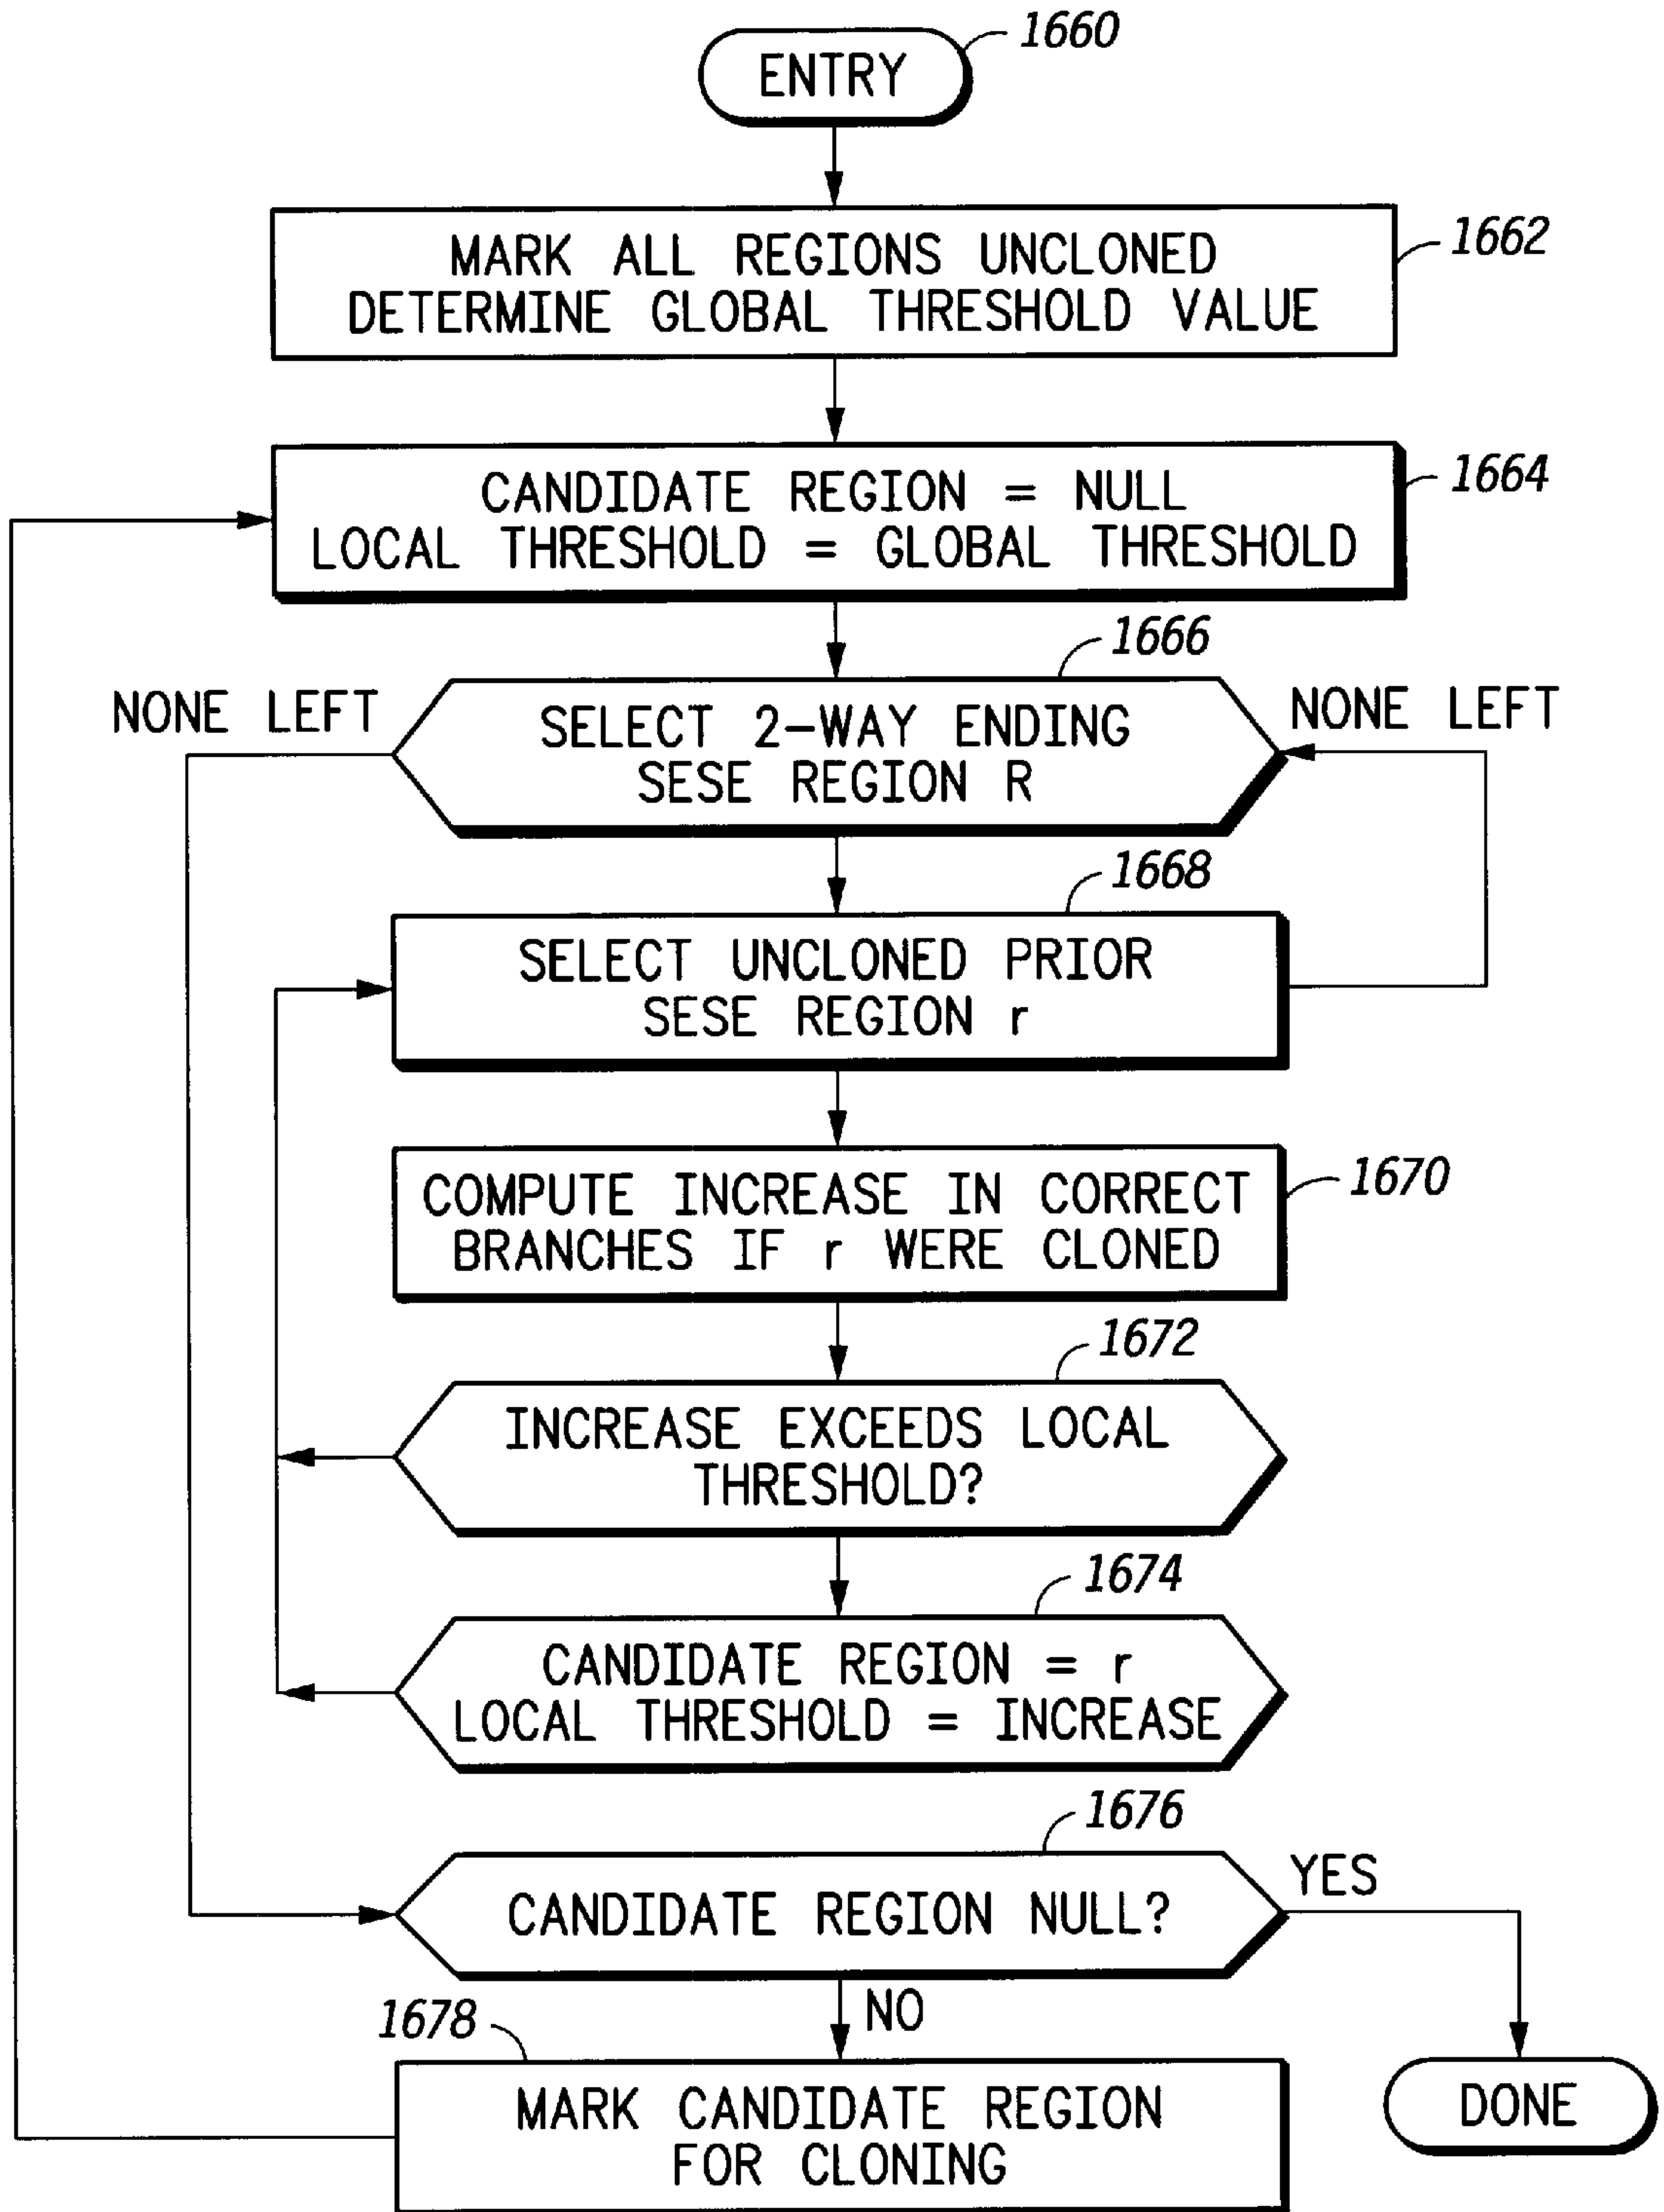 1660
ENTRY
1662
MARK ALL REGIONS UNCLONED
DETERMINE GLOBAL THRESHOLD VALUE
1664
CANDIDATE REGION = NULL
LOCAL THRESHOLD = GLOBAL THRESHOLD
1666
NONE LEFT
NONE LEFT
SELECT 2-WAY ENDING
SESE REGION R
1668
SELECT UNCLONED PRIOR
SESE REGION r
1670
COMPUTE INCREASE IN CORRECT
BRANCHES IF r WERE CLONED
1672
INCREASE EXCEEDS LOCAL
THRESHOLD?
1674
CANDIDATE REGION = r
LOCAL THRESHOLD = INCREASE
1676
YES
CANDIDATE REGION NULL?
NO
1678
MARK CANDIDATE REGION
FOR CLONING
DONE